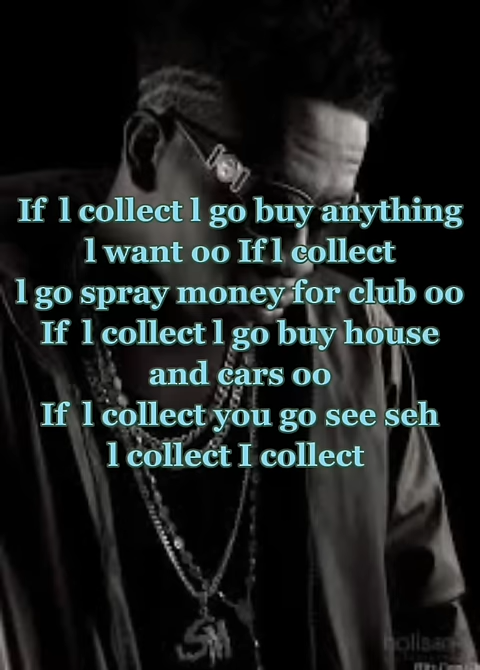 If l collect l go buy anything
l want oo If l collect
l go spray money for club oo
If l collect l go buy house
and cars oo
If l collect you go see seh
l collect I collect
SM